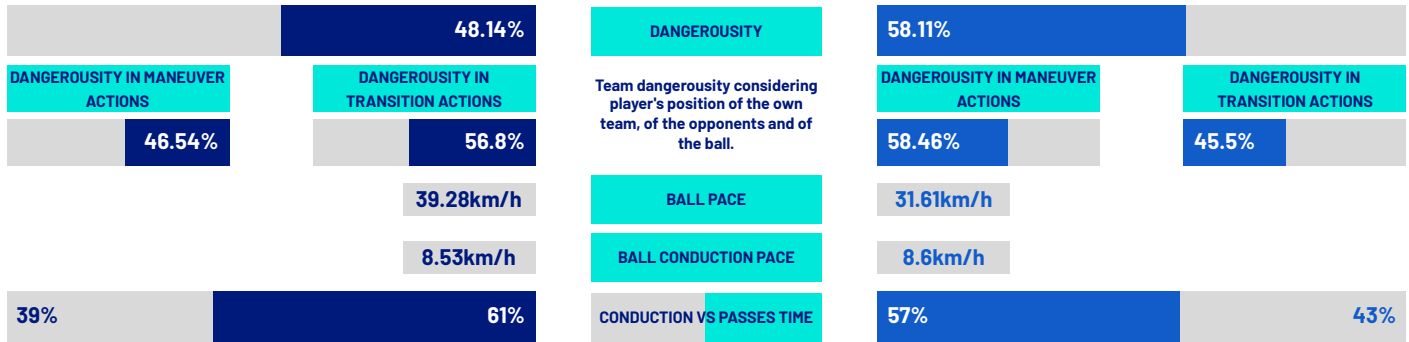 48.14%
DANGEROUSITY
58.11%
DANGEROUSITY IN MANEUVER
ACTIONS
DANGEROUSITY IN
TRANSITION ACTIONS
Team dangerousity considering
player's position of the own
team, of the opponents and of
the ball.
DANGEROUSITY IN MANEUVER
ACTIONS
DANGEROUSITY IN
TRANSITION ACTIONS
46.54%
56.8%
58.46%
45.5%
39.28km/h
BALL PACE
31.61km/h
8.53km/h
BALL CONDUCTION PACE
8.6km/h
39%
61%
CONDUCTION VS PASSES TIME
57%
43%